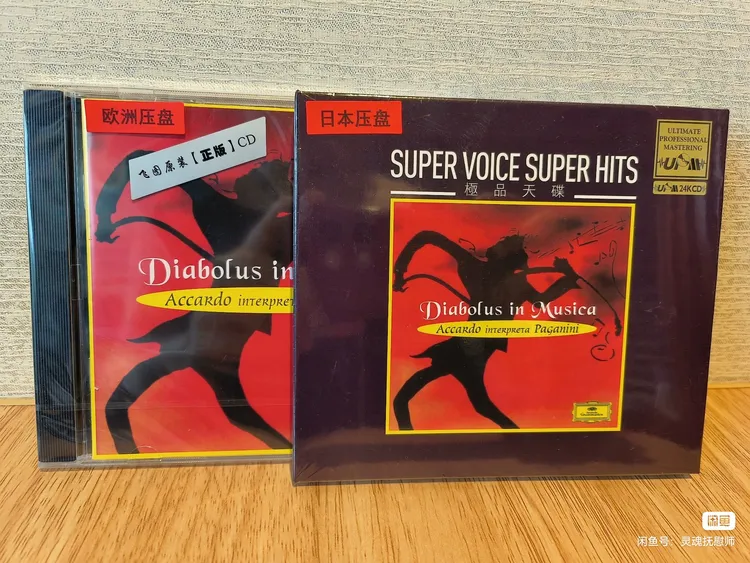 欧洲压盘
飞图原装【正版】CD
Diabolus in
Accardo INTERPRET
日本压盘
SUPER VOICE SUPER HITS
極品天碟
ULTIMATE
PROFESSIONAL
MASTERING
24KCD
Diabolus in Musica
Accardo INTERPRETA Paganini
闲鱼
闲鱼号:灵魂抚慰师